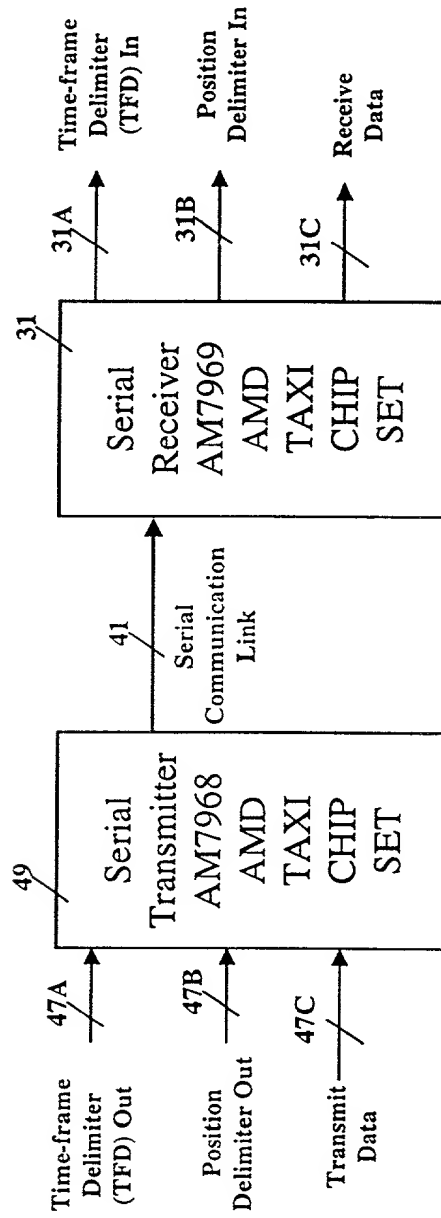 Time-frame
Delimiter
(TFD) Out
47A
Position
Delimiter Out
47B
Transmit
Data
47C
49
Serial
Transmitter
AM7968
AMD
TAXI
CHIP
SET
41
Serial
Communication
Link
31
Serial
Receiver
AM7969
AMD
TAXI
CHIP
SET
31A
Time-frame
Delimiter
(TFD) In
31B
Position
Delimiter In
31C
Receive
Data